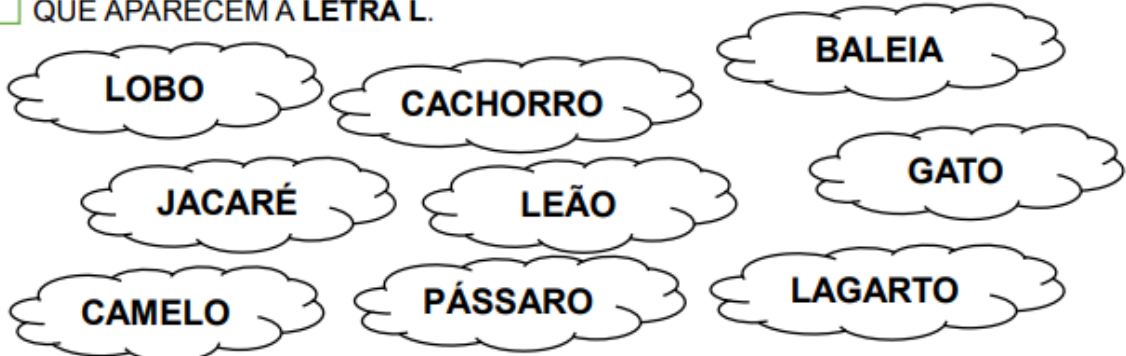 QUE APARECEM A LETRA L.
LOBO
CACHORRO
BALEIA
JACARÉ
LEÃO
GATO
CAMELO
PÁSSARO
LAGARTO